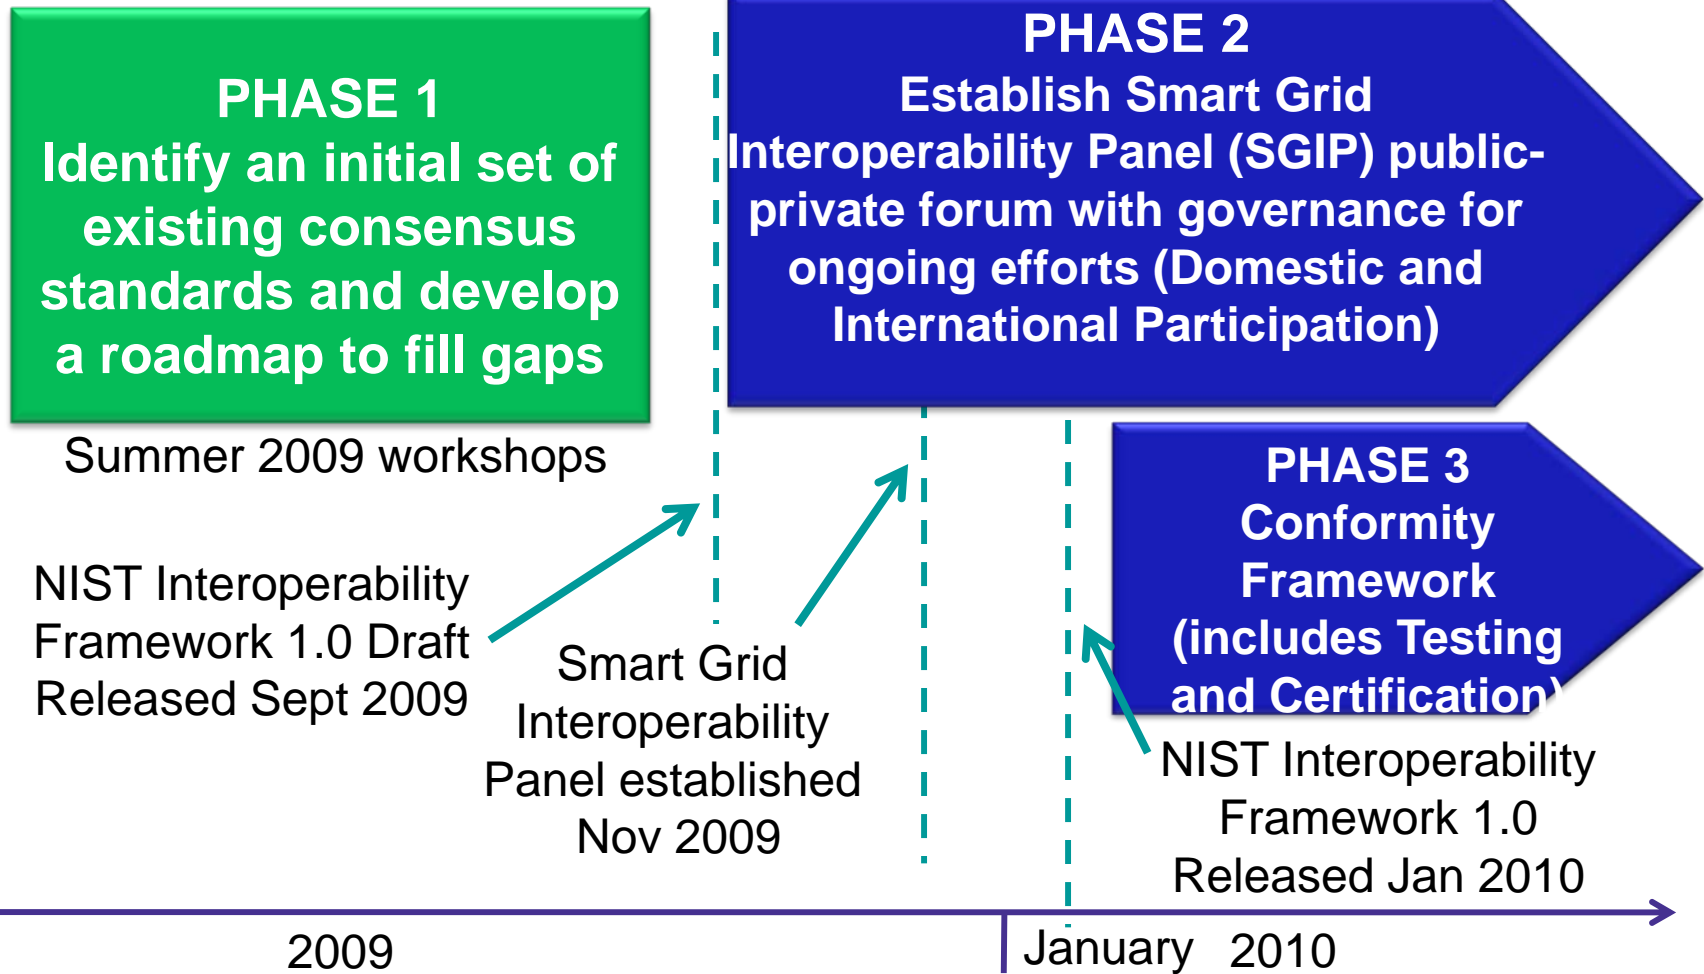 PHASE 1
Identify an initial set of
existing consensus
standards and develop
a roadmap to fill gaps
PHASE 2
Establish Smart Grid
Interoperability Panel (SGIP) public-
private forum with governance for
ongoing efforts (Domestic and
International Participation)
Summer 2009 workshops
PHASE 3
Conformity
Framework
(includes Testing
and Certification)
NIST Interoperability
Framework 1.0 Draft
Released Sept 2009
Smart Grid
Interoperability
Panel established
Nov 2009
NIST Interoperability
Framework 1.0
Released Jan 2010
2009
January 2010